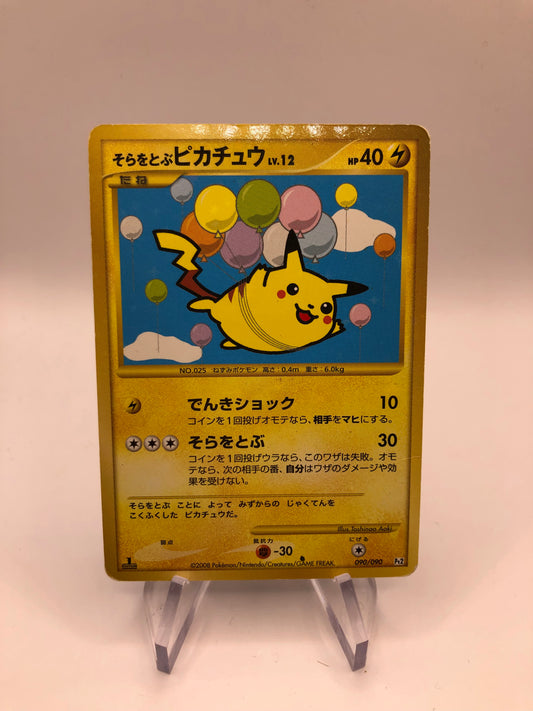 そらをとぶピカチュウ LV.12 HP40
たね
NO.025 ねずみポケモン 高さ：0.4m 重さ：6.0kg
でんきショック 10
コインを1回投げオモテなら、相手をマヒにする。
そらをとぶ 30
コインを1回投げウラなら、このワザは失敗。オモ
テなら、次の相手の番、自分はワザのダメージや効
果を受けない。
そらをとぶ ことに よって みずからの じゃくてんを
こくふくした ピカチュウだ。
Illus.Toshinao Aoki
弱点 抵抗力 にげる
-30
1 EDITION
©2008 Pokémon/Nintendo/Creatures/GAME FREAK. 090/090 Pt2